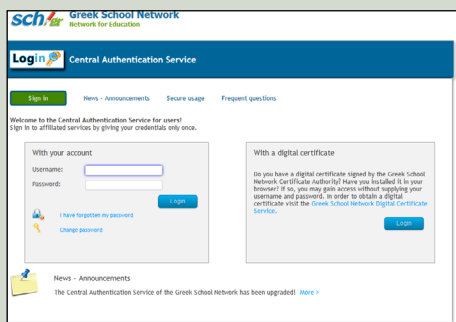 sch.gr Greek School Network
Network for Education
Login Central Authentication Service
Sign in News - Announcements Secure usage Frequent questions
Welcome to the Central Authentication Service for users!
Sign in to affiliated services by giving your credentials only once.
With your account
Username:
Password:
Login
I have forgotten my password
Change password
With a digital certificate
Do you have a digital certificate signed by the Greek School
Network Certificate Authority? Have you installed it in your
browser? If so, you may gain access without supplying your
username and password. In order to obtain a digital
certificate visit the Greek School Network Digital Certificate
Service.
Login
News - Announcements
The Central Authentication Service of the Greek School Network has been upgraded! More >